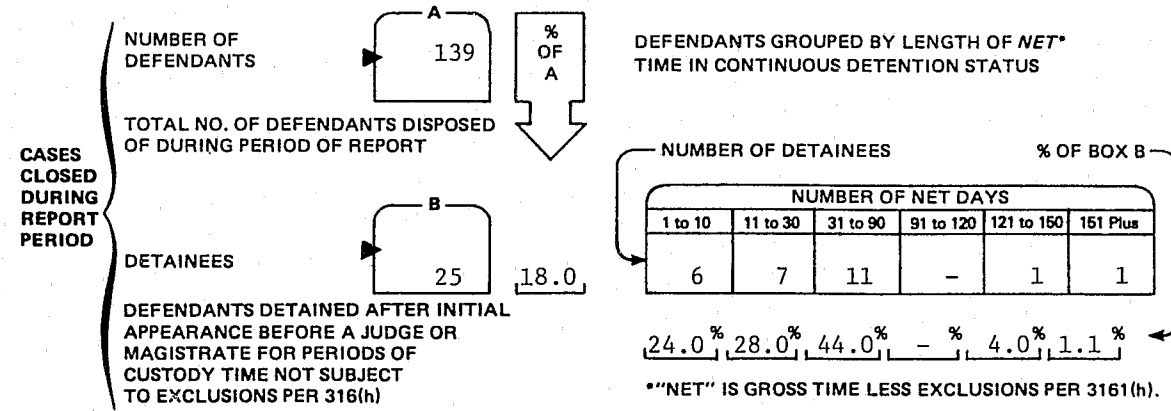 A
NUMBER OF
DEFENDANTS
139
%
OF
A
TOTAL NO. OF DEFENDANTS DISPOSED
OF DURING PERIOD OF REPORT
CASES
CLOSED
DURING
REPORT
PERIOD
B
DETAINEES
25
18.0
DEFENDANTS DETAINED AFTER INITIAL
APPEARANCE BEFORE A JUDGE OR
MAGISTRATE FOR PERIODS OF
CUSTODY TIME NOT SUBJECT
TO EXCLUSIONS PER 316(h)
DEFENDANTS GROUPED BY LENGTH OF NET*
TIME IN CONTINUOUS DETENTION STATUS
NUMBER OF DETAINEES % OF BOX B
NUMBER OF NET DAYS
1 to 10 11 to 30 31 to 90 91 to 120 121 to 150 151 Plus
6 7 11 – 1 1
24.0% 28.0% 44.0% – % 4.0% 1.1 %
*"NET" IS GROSS TIME LESS EXCLUSIONS PER 3161(h).